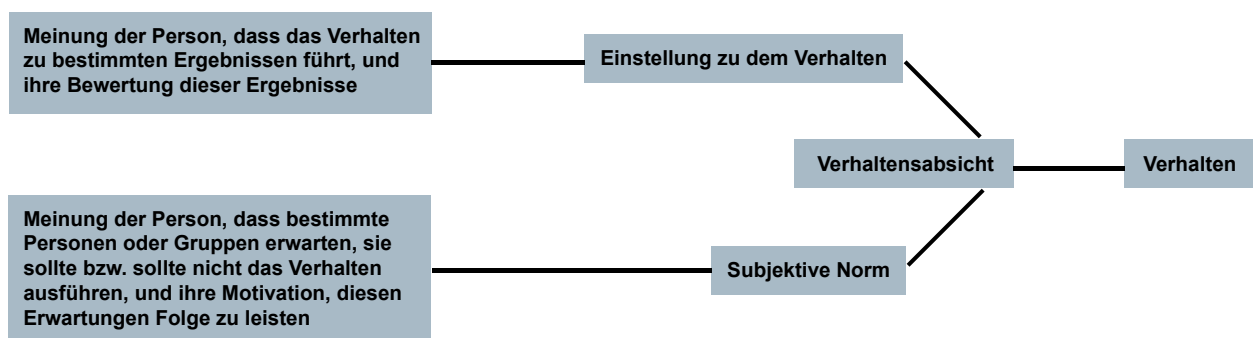 Meinung der Person, dass das Verhalten
zu bestimmten Ergebnissen führt, und
ihre Bewertung dieser Ergebnisse
Einstellung zu dem Verhalten
Verhaltensabsicht
Verhalten
Meinung der Person, dass bestimmte
Personen oder Gruppen erwarten, sie
sollte bzw. sollte nicht das Verhalten
ausführen, und ihre Motivation, diesen
Erwartungen Folge zu leisten
Subjektive Norm